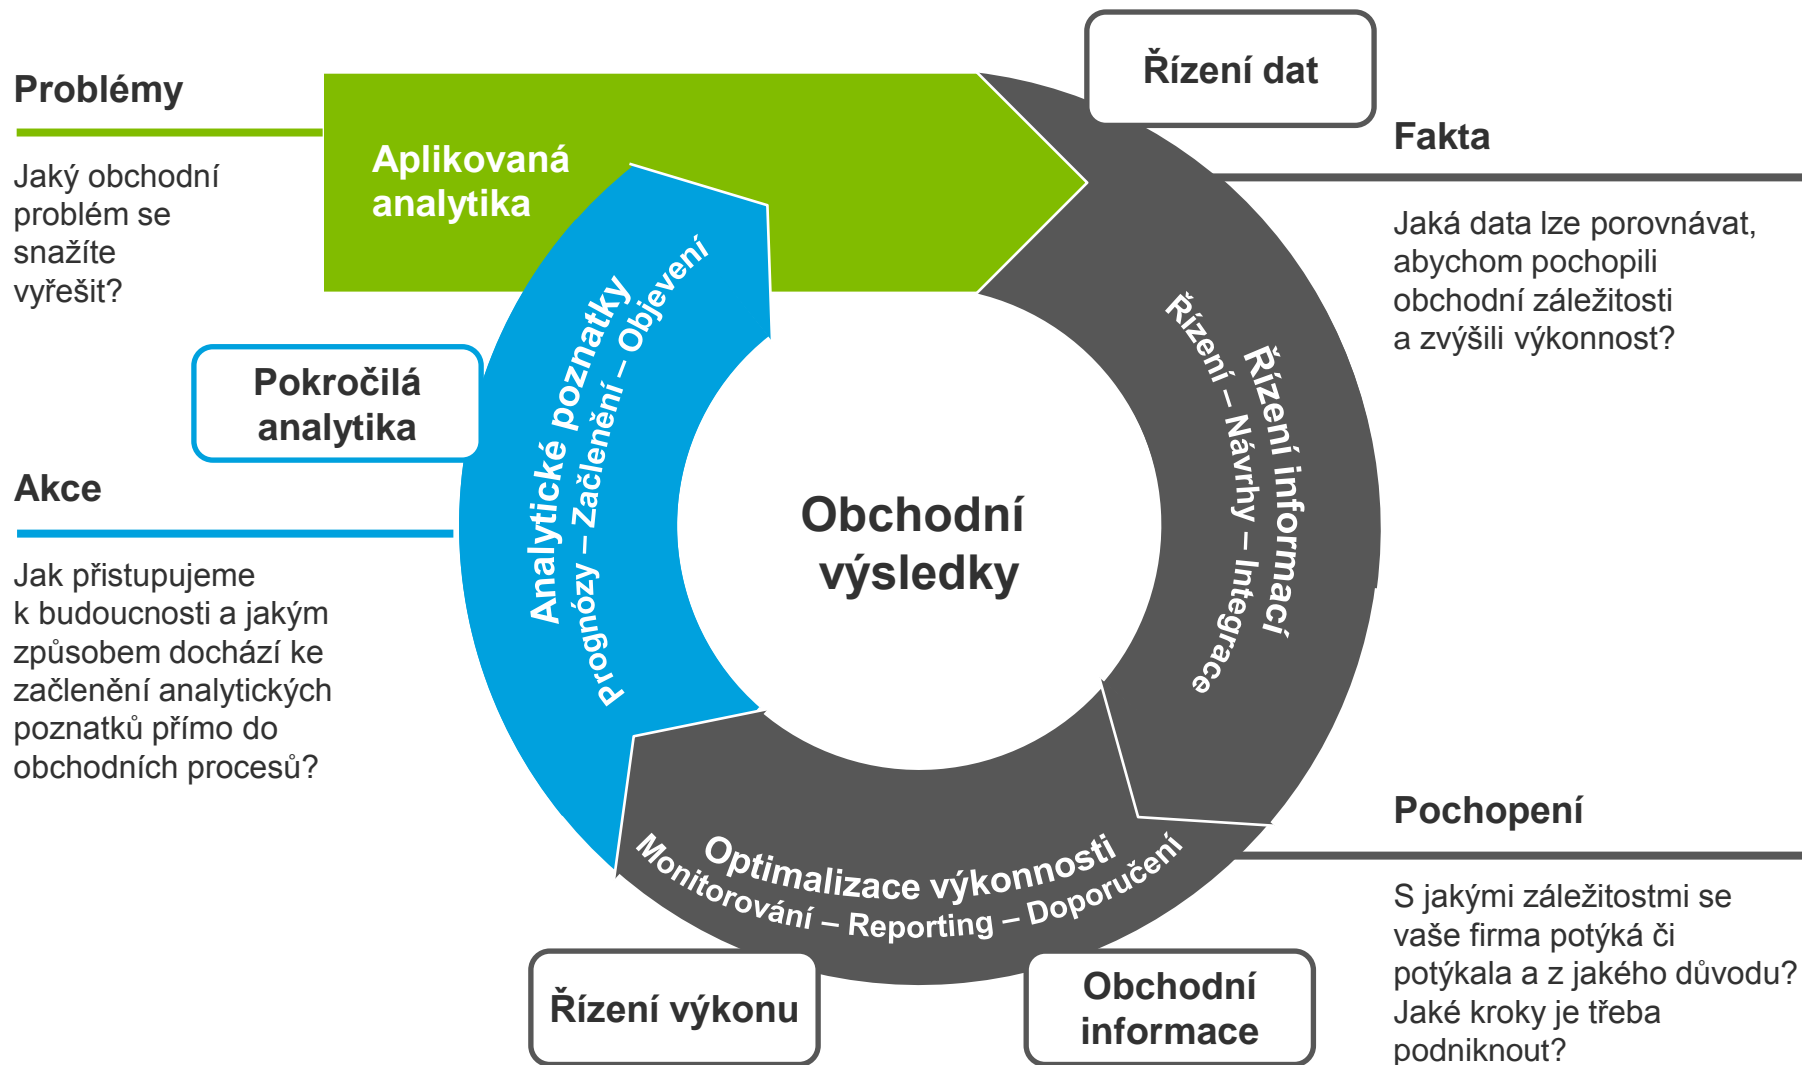 Problémy
Jaký obchodní
problém se
snažíte
vyřešit?
Aplikovaná
analytika
Řízení dat
Fakta
Jaká data lze porovnávat,
abychom pochopili
obchodní záležitosti
a zvýšili výkonnost?
Řízení informací
Řízení – Návrhy – Integrace
Pokročilá
analytika
Analytické poznatky
Prognózy – Začlenění – Objevení
Obchodní
výsledky
Akce
Jak přistupujeme
k budoucnosti a jakým
způsobem dochází ke
začlenění analytických
poznatků přímo do
obchodních procesů?
Optimalizace výkonnosti
Monitorování – Reporting – Doporučení
Pochopení
S jakými záležitostmi se
vaše firma potýká či
potýkala a z jakého důvodu?
Jaké kroky je třeba
podniknout?
Řízení výkonu
Obchodní
informace